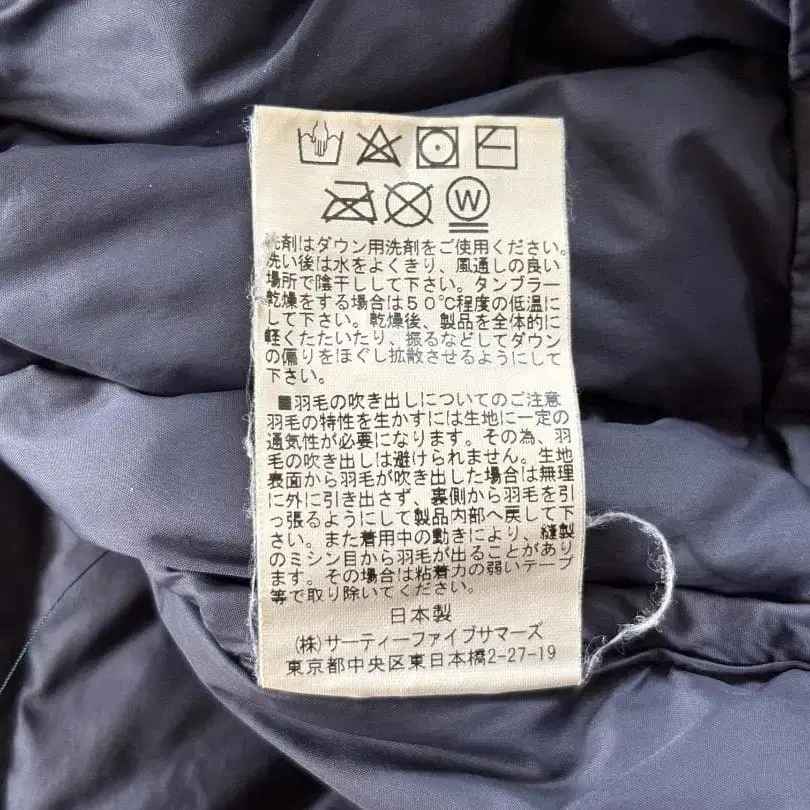 W
洗剤はダウン用洗剤をご使用ください。
洗い後は水をよくきり、風通しの良い
場所で陰干しして下さい。タンブラー
乾燥をする場合は50℃程度の低温に
して下さい。乾燥後、製品を全体的に
軽くたたいたり、振るなどしてダウン
の偏りをほぐし拡散させるようにして
下さい。
■羽毛の吹き出しについてのご注意
羽毛の特性を生かすには生地に一定の
通気性が必要になります。その為、羽
毛の吹き出しは避けられません。生地
表面から羽毛が吹き出した場合は無理
に外に引き出さず、裏側から羽毛を引
っ張るようにして製品内部へ戻して下
さい。また着用中の動きにより、縫製
のミシン目から羽毛が出ることがあり
ます。その場合は粘着力の弱いテープ
等で取り除いてください。
日本製
(株)サーティーファイブサマーズ
東京都中央区東日本橋2-27-19